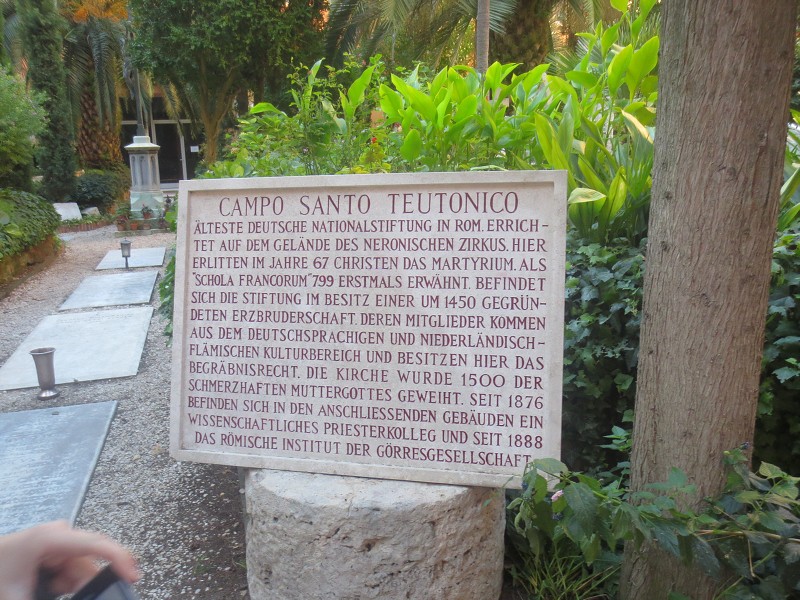 CAMPO SANTO TEUTONICO
ÄLTESTE DEUTSCHE NATIONALSTIFTUNG IN ROM. ERRICH-
TET AUF DEM GELÄNDE DES NERONISCHEN ZIRKUS. HIER
ERLITTEN IM JAHRE 67 CHRISTEN DAS MARTYRIUM. ALS
"SCHOLA FRANCORUM" 799 ERSTMALS ERWÄHNT. BEFINDET
SICH DIE STIFTUNG IM BESITZ EINER UM 1450 GEGRÜN-
DETEN ERZBRUDERSCHAFT. DEREN MITGLIEDER KOMMEN
AUS DEM DEUTSCHSPRACHIGEN UND NIEDERLÄNDISCH-
FLÄMISCHEN KULTURBEREICH UND BESITZEN HIER DAS
BEGRÄBNISRECHT. DIE KIRCHE WURDE 1500 DER
SCHMERZHAFTEN MUTTERGOTTES GEWEIHT. SEIT 1876
BEFINDEN SICH IN DEN ANSCHLIESSENDEN GEBÄUDEN EIN
WISSENSCHAFTLICHES PRIESTERKOLLEG UND SEIT 1888
DAS RÖMISCHE INSTITUT DER GÖRRESGESELLSCHAFT.